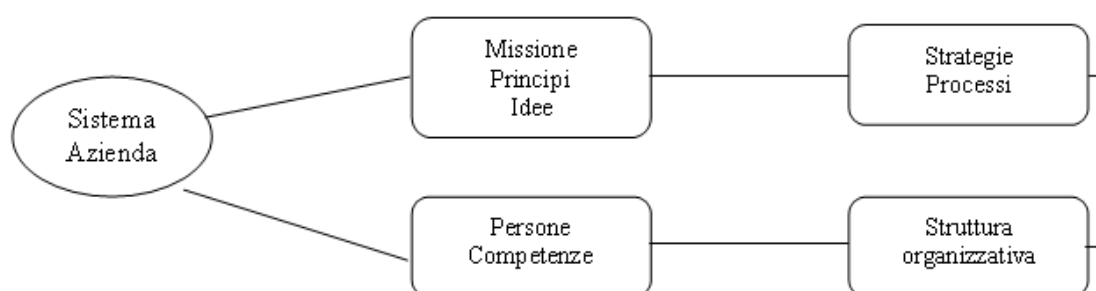 Sistema
Azienda
Missione
Principi
Idee
Strategie
Processi
Persone
Competenze
Struttura
organizzativa